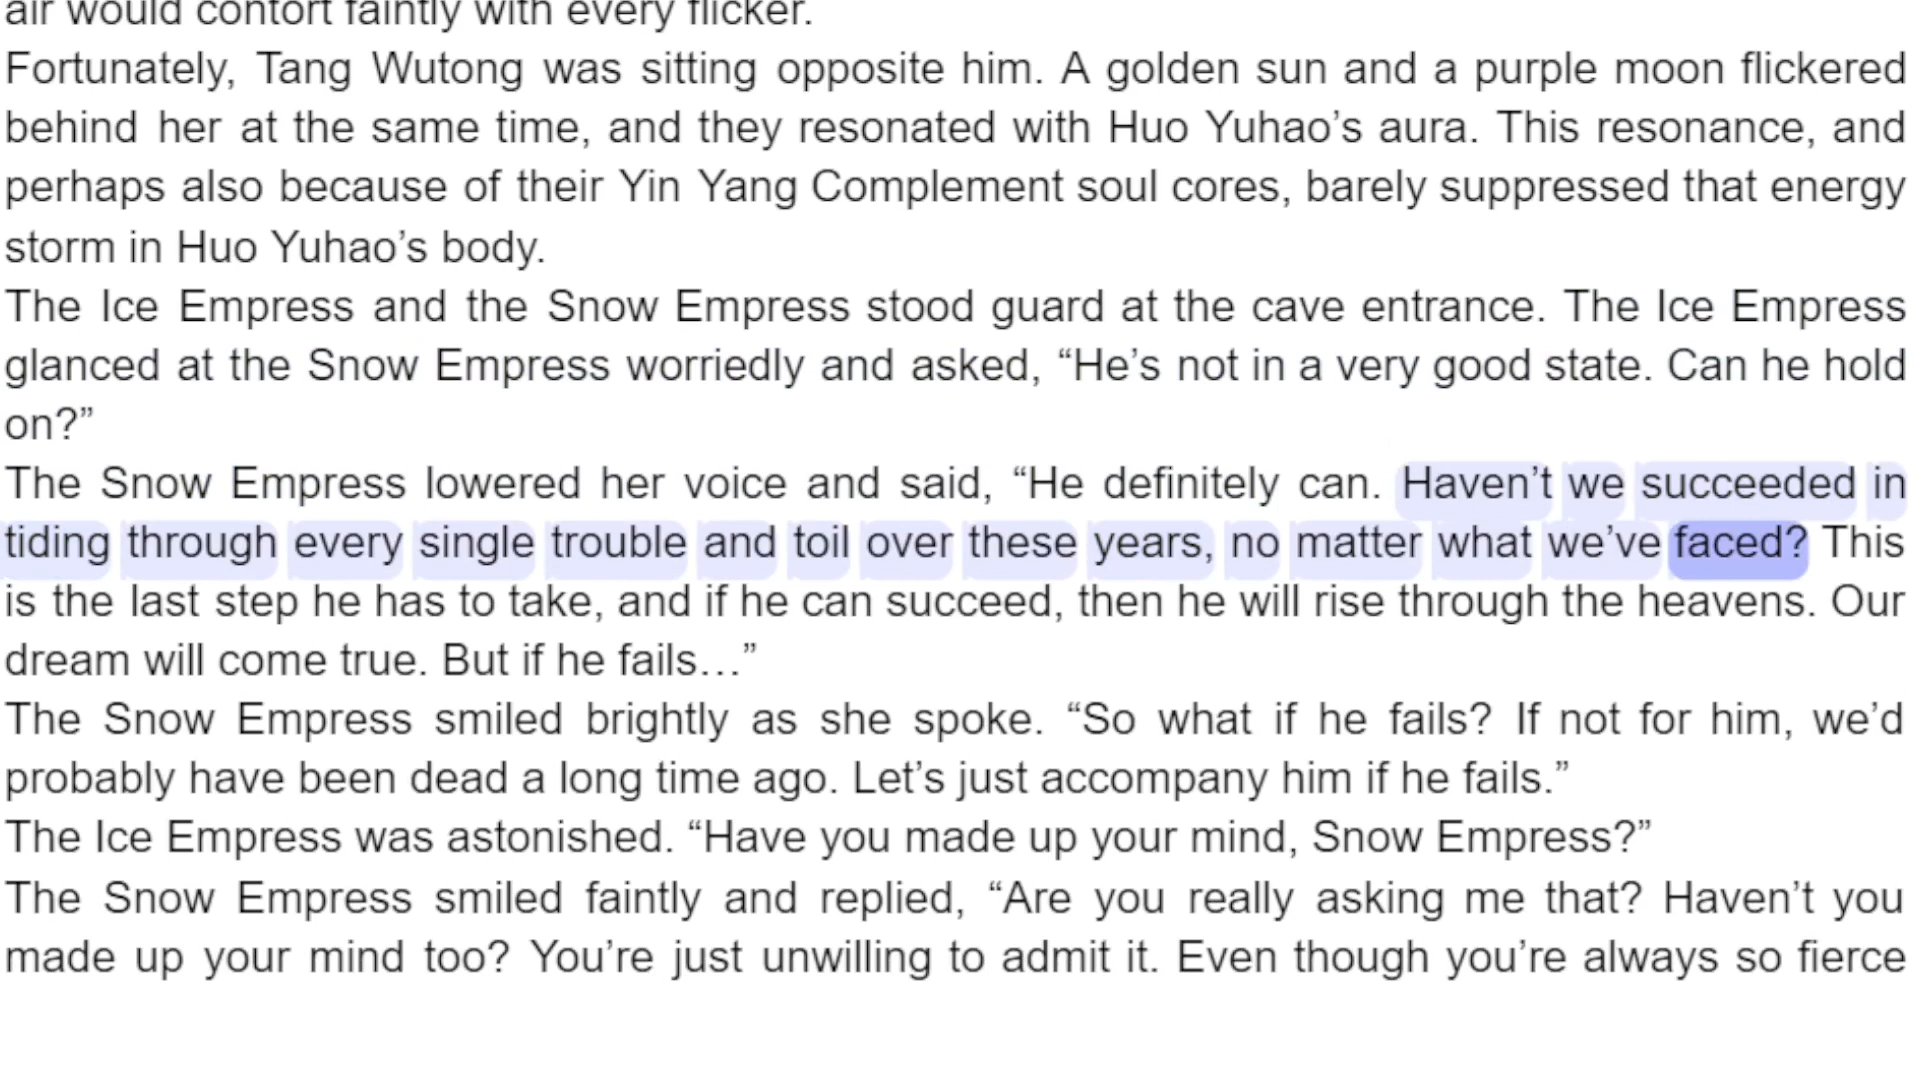 air would contort faintly with every flicker.
Fortunately, Tang Wutong was sitting opposite him. A golden sun and a purple moon flickered
behind her at the same time, and they resonated with Huo Yuhao’s aura. This resonance, and
perhaps also because of their Yin Yang Complement soul cores, barely suppressed that energy
storm in Huo Yuhao’s body.
The Ice Empress and the Snow Empress stood guard at the cave entrance. The Ice Empress
glanced at the Snow Empress worriedly and asked, “He’s not in a very good state. Can he hold
on?”
The Snow Empress lowered her voice and said, “He definitely can. Haven’t we succeeded in
tiding through every single trouble and toil over these years, no matter what we’ve faced? This
is the last step he has to take, and if he can succeed, then he will rise through the heavens. Our
dream will come true. But if he fails…”
The Snow Empress smiled brightly as she spoke. “So what if he fails? If not for him, we’d
probably have been dead a long time ago. Let’s just accompany him if he fails.”
The Ice Empress was astonished. “Have you made up your mind, Snow Empress?”
The Snow Empress smiled faintly and replied, “Are you really asking me that? Haven’t you
made up your mind too? You’re just unwilling to admit it. Even though you’re always so fierce